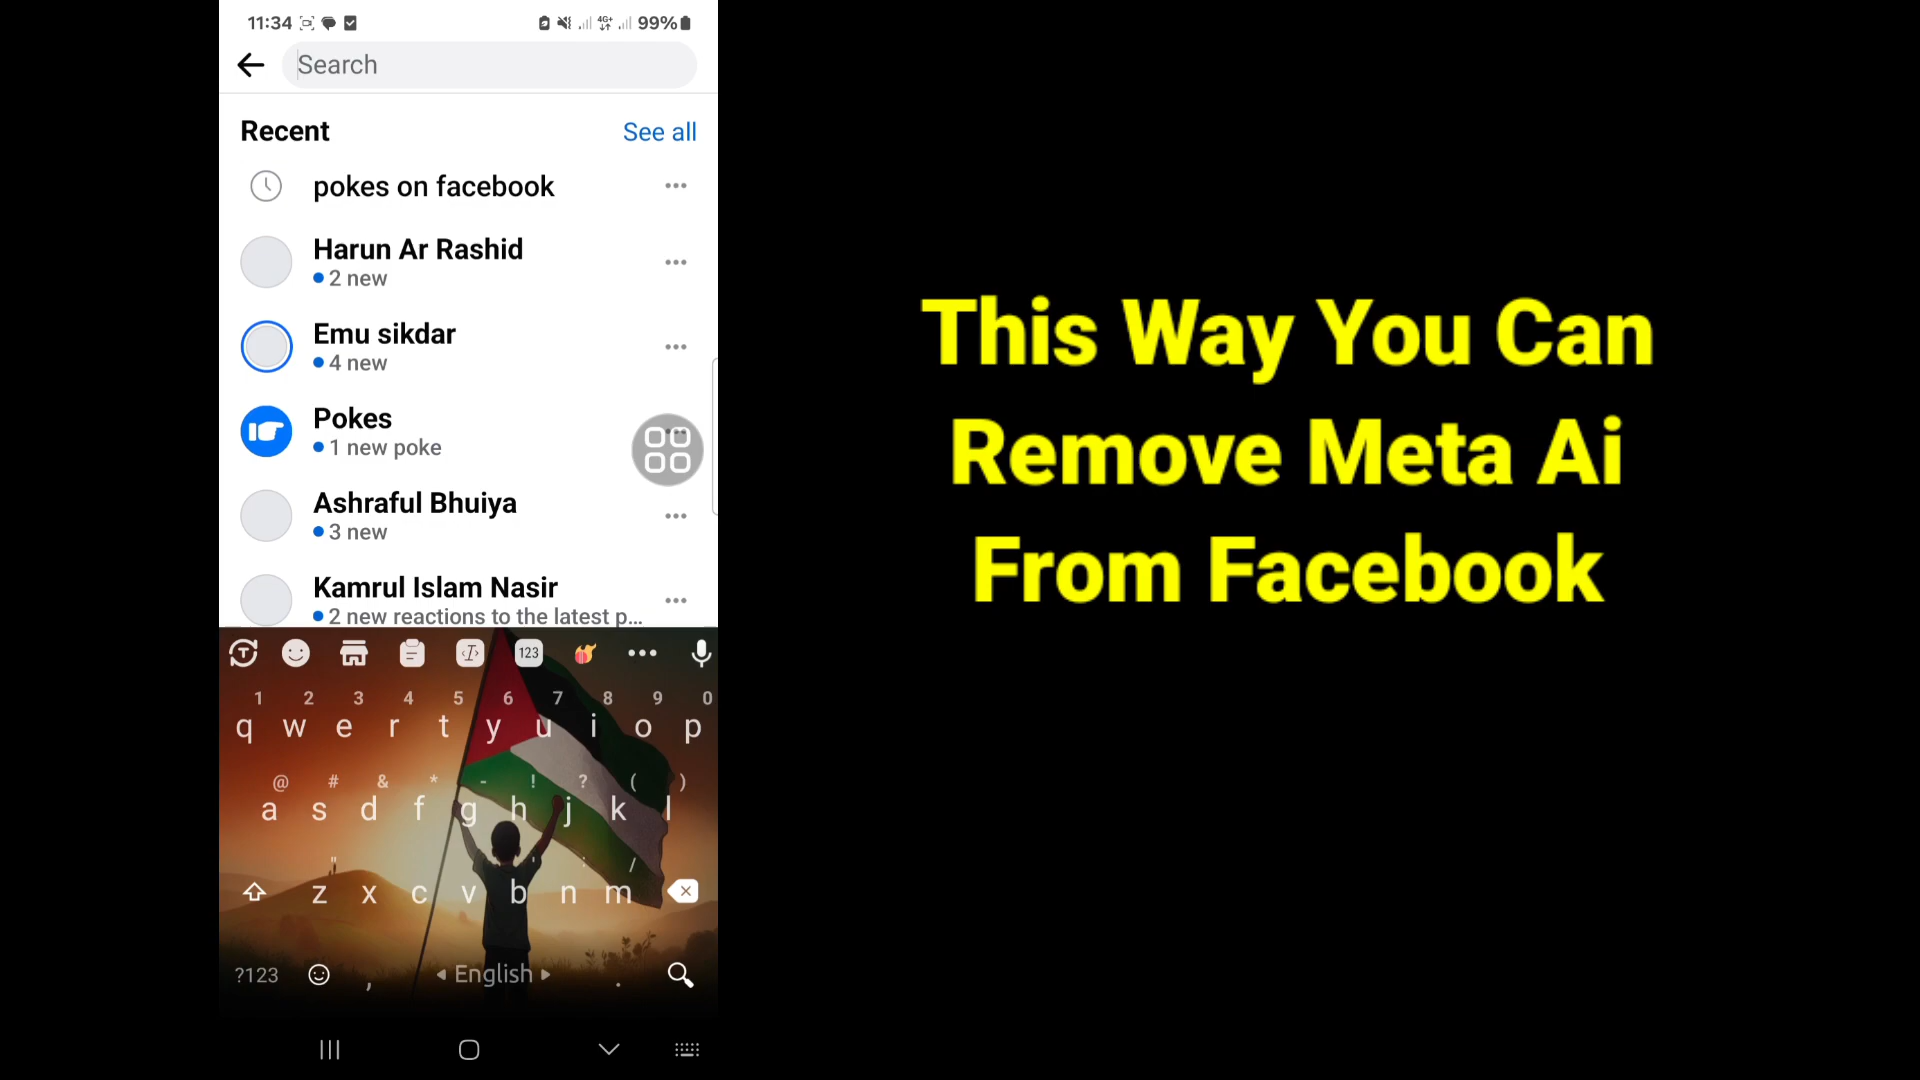 11:34
4G+
99%
Search
Recent
See all
pokes on facebook
Harun Ar Rashid
2 new
Emu sikdar
4 new
Pokes
1 new poke
Ashraful Bhuiya
3 new
Kamrul Islam Nasir
2 new reactions to the latest p...
T
123
1 2 3 4 5 6 7 8 9 0
q w e r t y u i o p
@ # & * - ! ? ( )
a s d f g h j k l
" ' : /
z x c v b n m
?123 , English .
This Way You Can
Remove Meta Ai
From Facebook